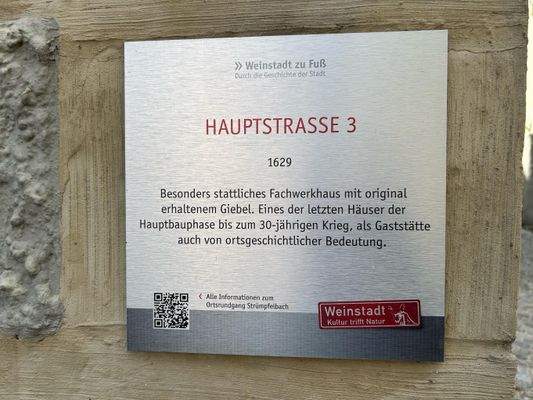 » Weinstadt zu Fuß
Durch die Geschichte der Stadt
HAUPTSTRASSE 3
1629
Besonders stattliches Fachwerkhaus mit original
erhaltenem Giebel. Eines der letzten Häuser der
Hauptbauphase bis zum 30-jährigen Krieg, als Gaststätte
auch von ortsgeschichtlicher Bedeutung.
‹ Alle Informationen zum
Ortsrundgang Strümpfelbach
Weinstadt
Kultur trifft Natur